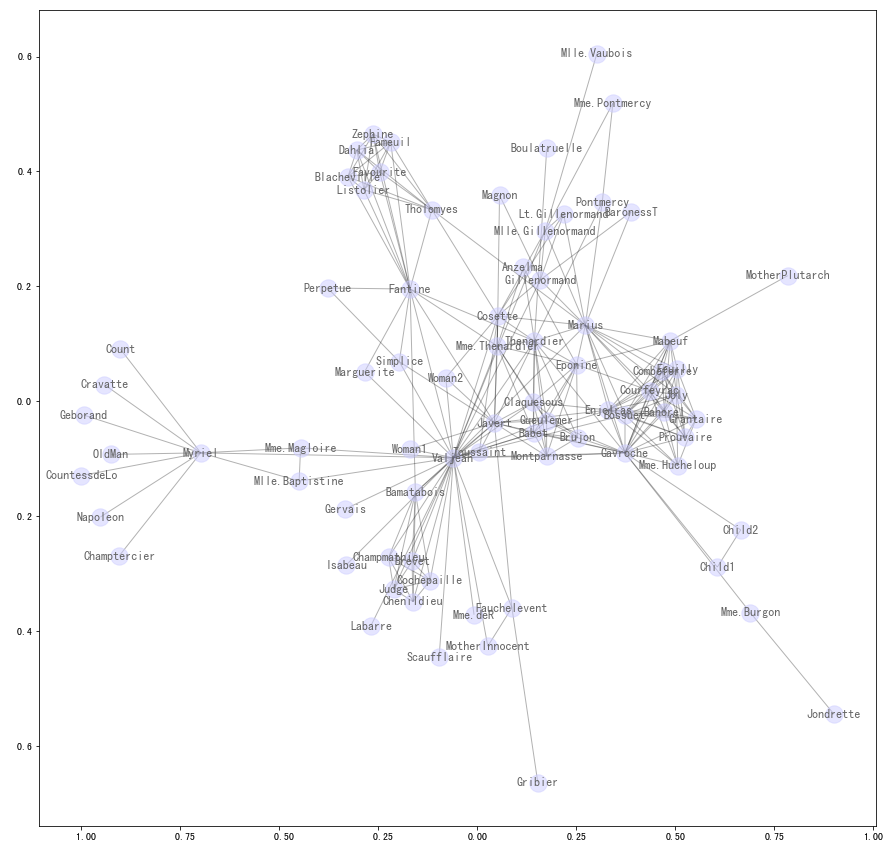 0.6
Mlle.Vaubois
Mme.Pontmercy
Zephine
Fameuil
Dahlia
Boulatruelle
0.4
Favourite
Blacheville
Listolier
Magnon
Pontmercy
Tholomyes
Lt.Gillenormand
BaronessT
Mlle.Gillenormand
Anzelma
MotherPlutarch
Gillenormand
0.2
Perpetue
Fantine
Cosette
Marius
Count
Mme.Thenardier
Thenardier
Mabeuf
Simplice
Marguerite
Woman2
Eponine
Combeferre
Feuilly
Cravatte
Courfeyrac
Joly
0.0
Geborand
Claquesous
Enjolras
Bossuet
Bahorel
Grantaire
Javert
Gueulemer
Babet
Brujon
Prouvaire
OldMan
Myriel
Mme.Magloire
Woman1
Valjean
Toussaint
Montparnasse
Gavroche
Mme.Hucheloup
CountessdeLo
Mlle.Baptistine
Bamatabois
Napoleon
Gervais
0.2
Child2
Champtercier
Isabeau
Champmathieu
Brevet
Child1
Cochepaille
Judge
Chenildieu
Labarre
Mme.deR
Fauchelevent
Mme.Burgon
0.4
Scaufflaire
MotherInnocent
Jondrette
0.6
Gribier
1.00 0.75 0.50 0.25 0.00 0.25 0.50 0.75 1.00